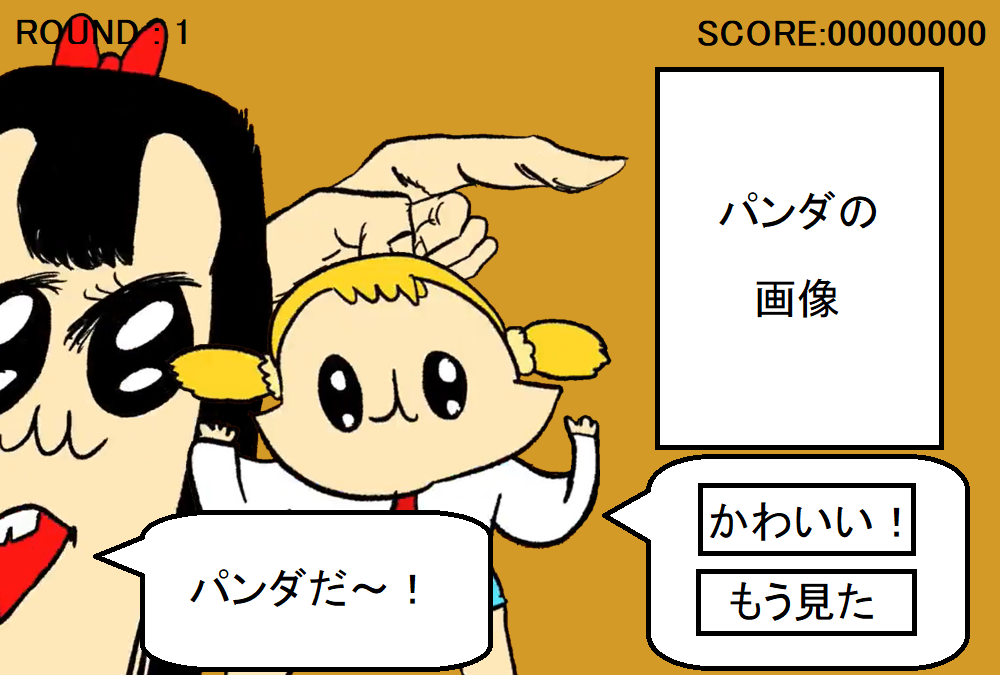 ROUND : 1
SCORE:00000000
パンダの
画像
かわいい！
もう見た
パンダだ～！